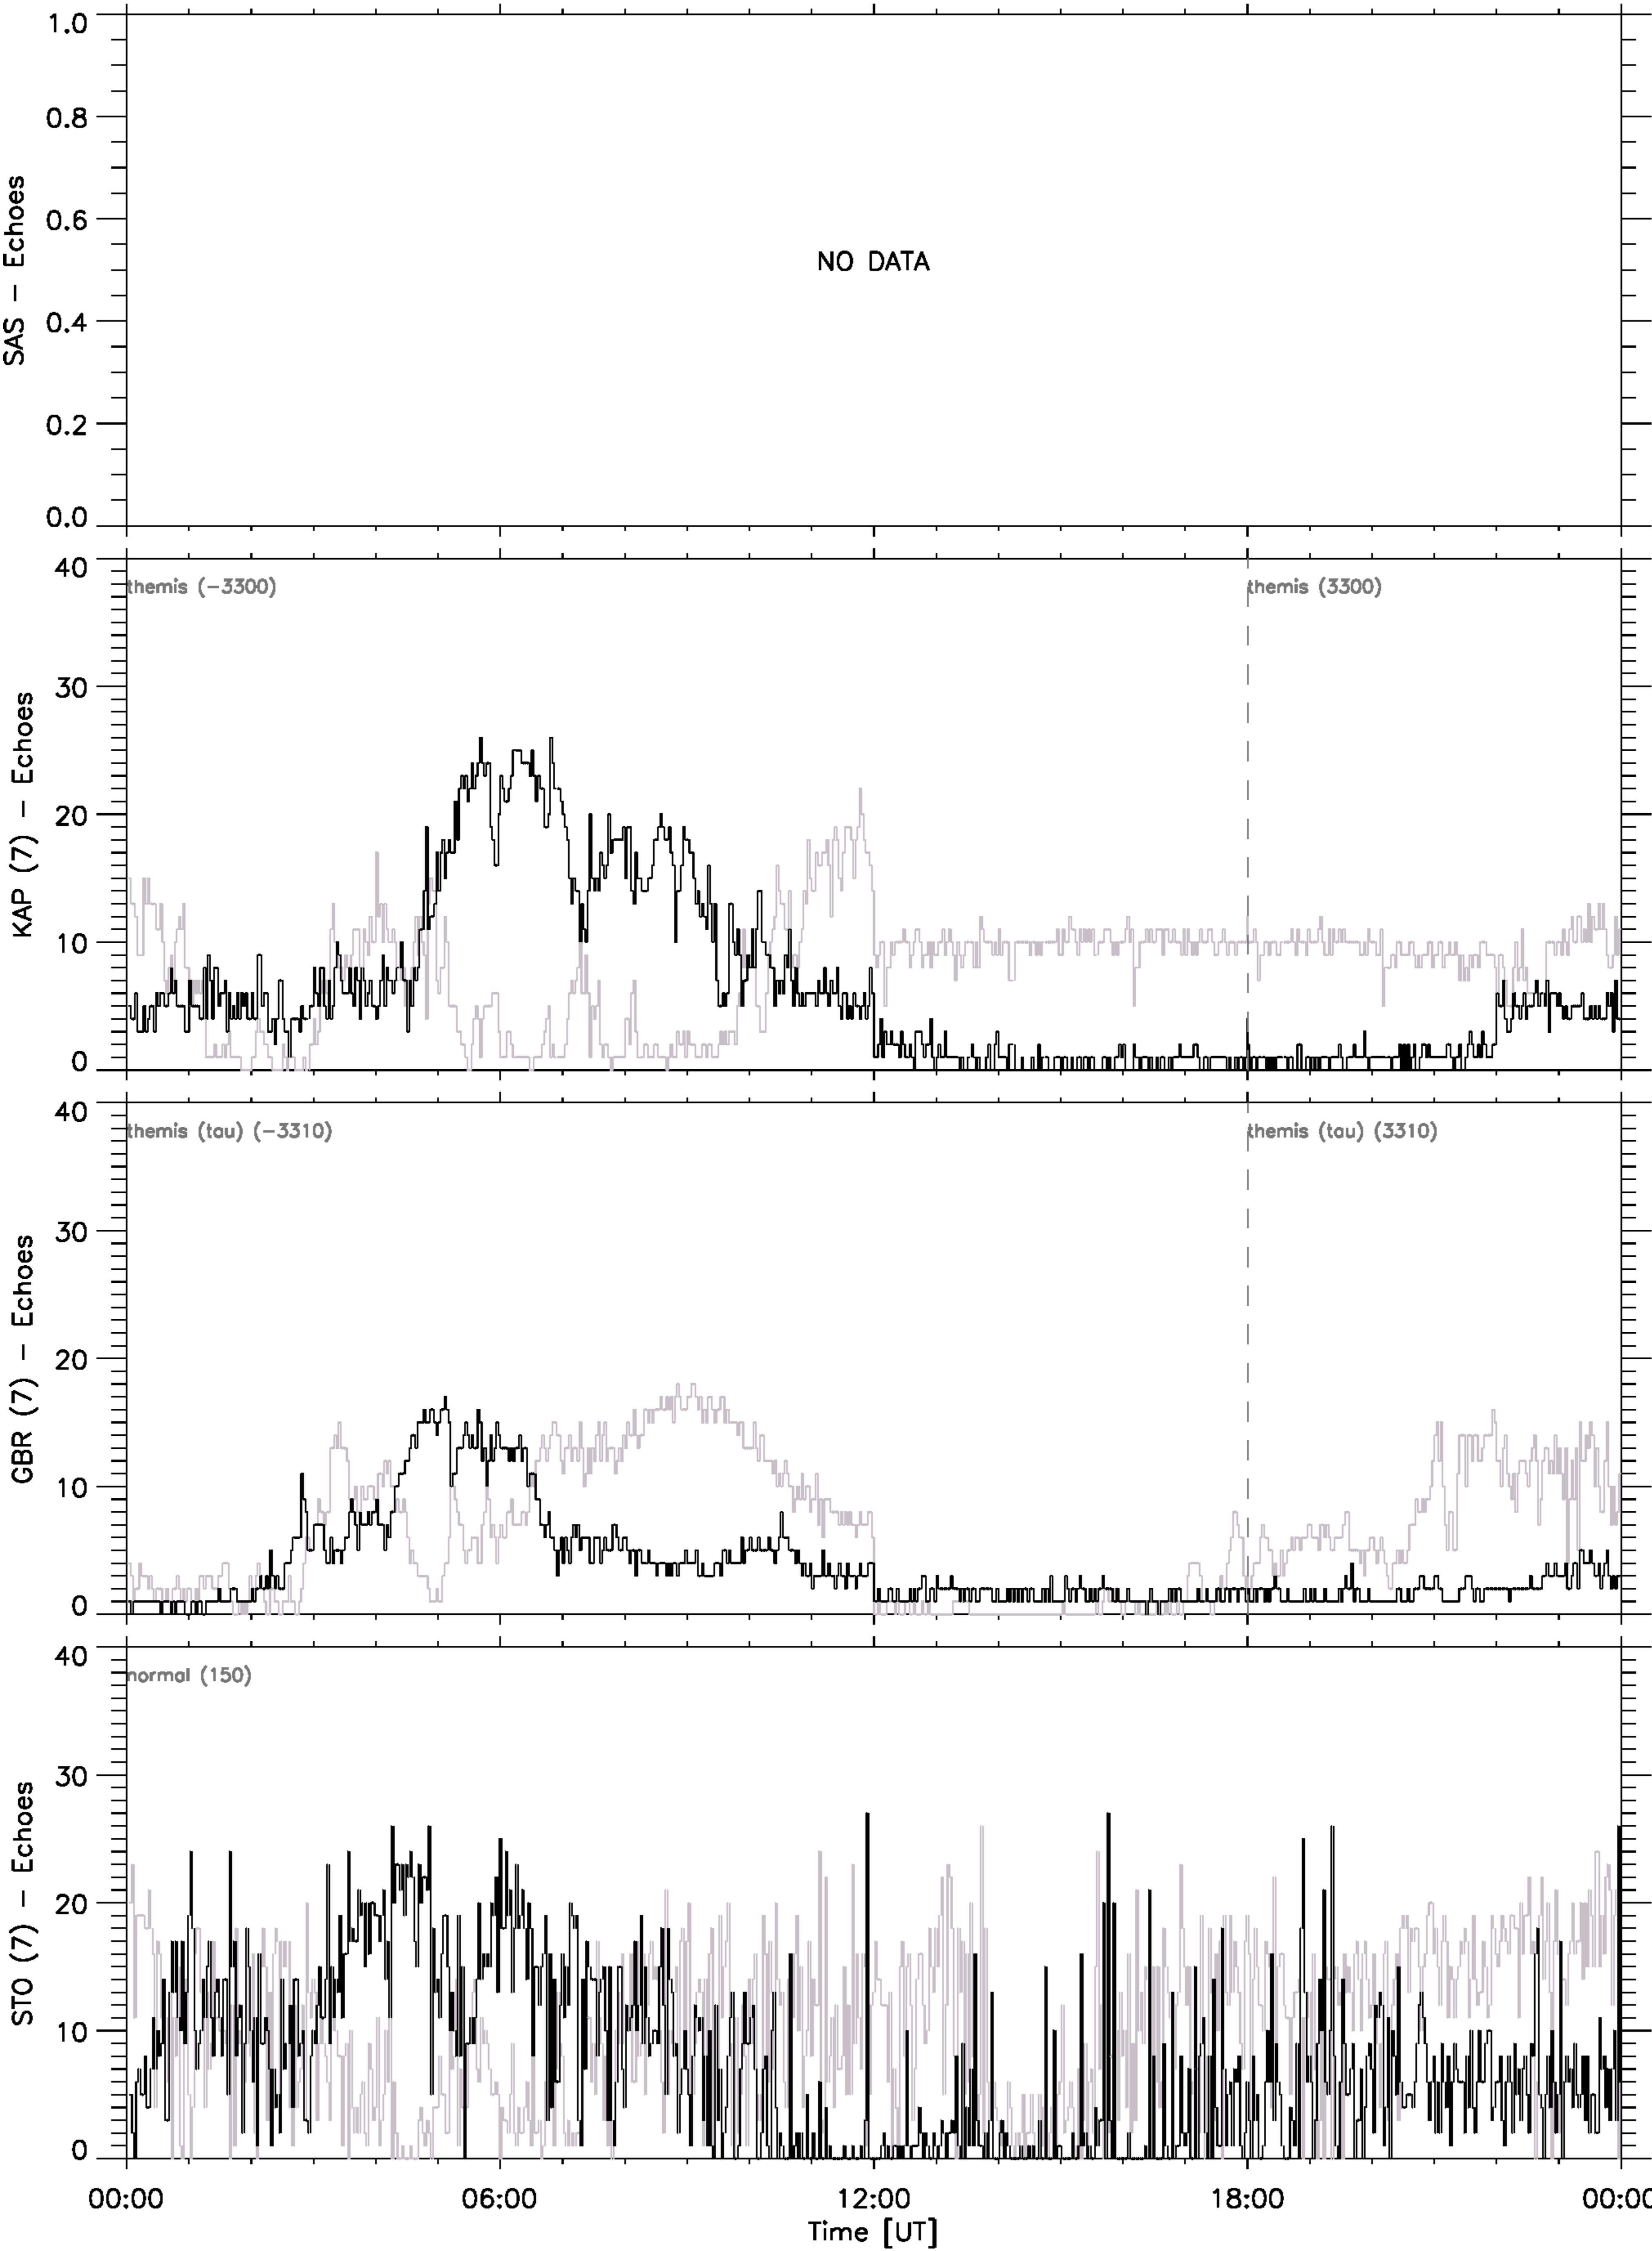 1.0
0.8
0.6
0.4
0.2
0.0
SAS - Echoes
NO DATA
40
30
20
10
0
KAP (7) - Echoes
themis (-3300)
themis (3300)
40
30
20
10
0
GBR (7) - Echoes
themis (tau) (-3310)
themis (tau) (3310)
40
30
20
10
0
STO (7) - Echoes
normal (150)
00:00
06:00
12:00
18:00
00:00
Time [UT]